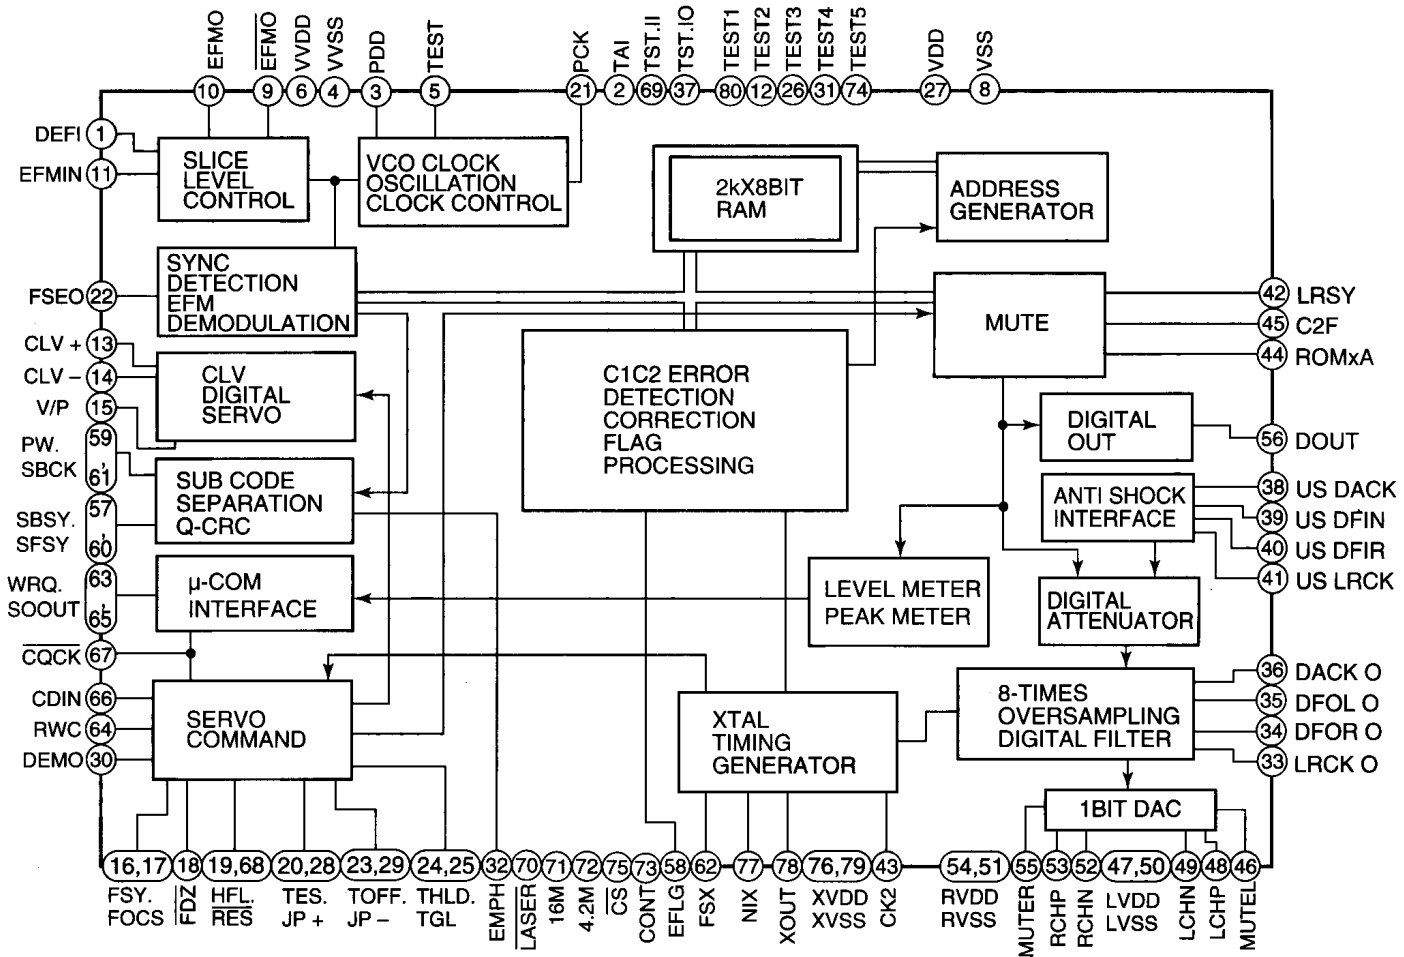 EFMO
EFMO
VVDD
VVSS
PDD
TEST
PCK
TAI
TST.II
TST.IO
TEST1
TEST2
TEST3
TEST4
TEST5
VDD
VSS
10
9
6
4
3
5
21
2
69
37
80
12
26
31
74
27
8
DEFI
1
EFMIN
11
SLICE
LEVEL
CONTROL
VCO CLOCK
OSCILLATION
CLOCK CONTROL
2kX8BIT
RAM
ADDRESS
GENERATOR
FSEO
22
SYNC
DETECTION
EFM
DEMODULATION
MUTE
42
LRSY
45
C2F
44
ROMxA
CLV +
13
CLV –
14
V/P
15
CLV
DIGITAL
SERVO
C1C2 ERROR
DETECTION
CORRECTION
FLAG
PROCESSING
DIGITAL
OUT
56
DOUT
PW.
SBCK
59
,
61
SUB CODE
SEPARATION
Q-CRC
SBSY.
SFSY
57
,
60
ANTI SHOCK
INTERFACE
38
US DACK
39
US DFIN
40
US DFIR
41
US LRCK
WRQ.
SOOUT
63
,
65
µ-COM
INTERFACE
LEVEL METER
PEAK METER
DIGITAL
ATTENUATOR
CQCK
67
CDIN
66
RWC
64
DEMO
30
SERVO
COMMAND
XTAL
TIMING
GENERATOR
8-TIMES
OVERSAMPLING
DIGITAL FILTER
36
DACK O
35
DFOL O
34
DFOR O
33
LRCK O
1BIT DAC
16,17
18
19,68
20,28
23,29
24,25
32
70
71
72
75
73
58
62
77
78
76,79
43
54,51
55
53
52
47,50
49
48
46
FSY.
FOCS
FDZ
HFL.
RES
TES.
JP +
TOFF.
JP –
THLD.
TGL
EMPH
LASER
16M
4.2M
CS
CONT
EFLG
FSX
NIX
XOUT
XVDD
XVSS
CK2
RVDD
RVSS
MUTER
RCHP
RCHN
LVDD
LVSS
LCHN
LCHP
MUTEL